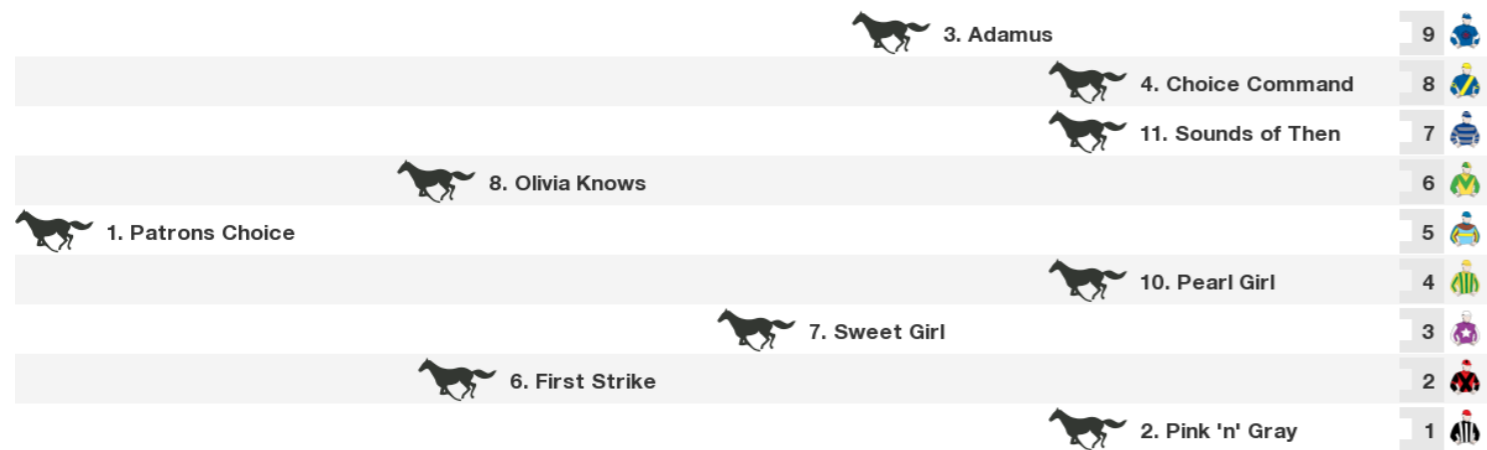 3. Adamus 9
4. Choice Command 8
11. Sounds of Then 7
8. Olivia Knows 6
1. Patrons Choice 5
10. Pearl Girl 4
7. Sweet Girl 3
6. First Strike 2
2. Pink 'n' Gray 1